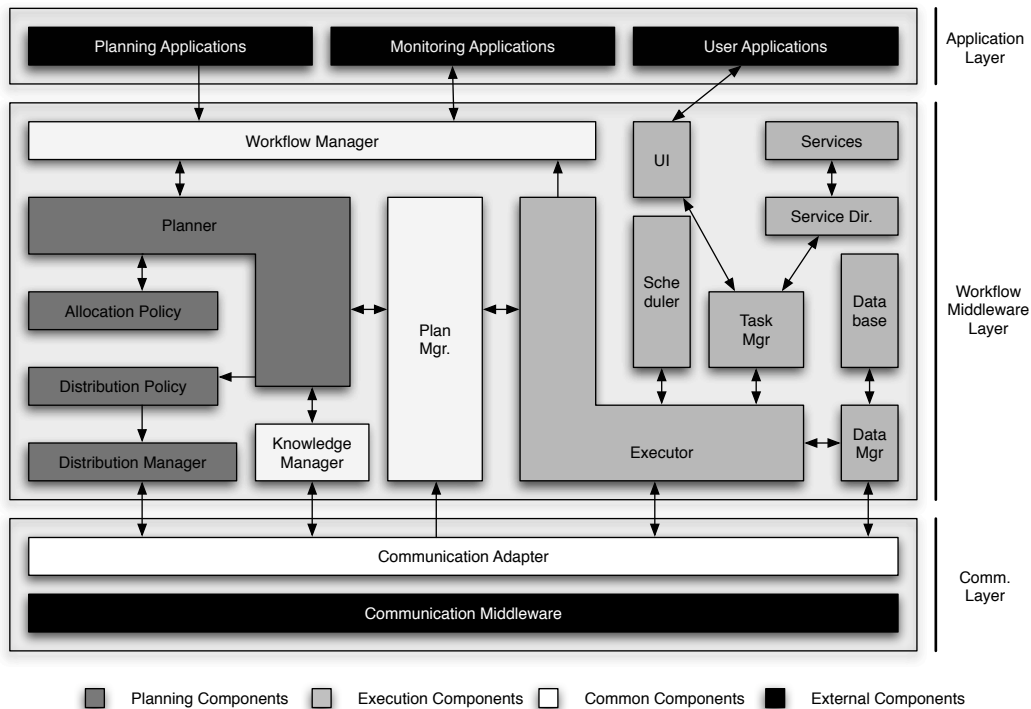 Planning Applications
Monitoring Applications
User Applications
Application
Layer
Workflow Manager
UI
Services
Planner
Service Dir.
Sche
duler
Allocation Policy
Plan
Mgr.
Task
Mgr
Data
base
Workflow
Middleware
Layer
Distribution Policy
Distribution Manager
Knowledge
Manager
Executor
Data
Mgr
Communication Adapter
Communication Middleware
Comm.
Layer
Planning Components
Execution Components
Common Components
External Components